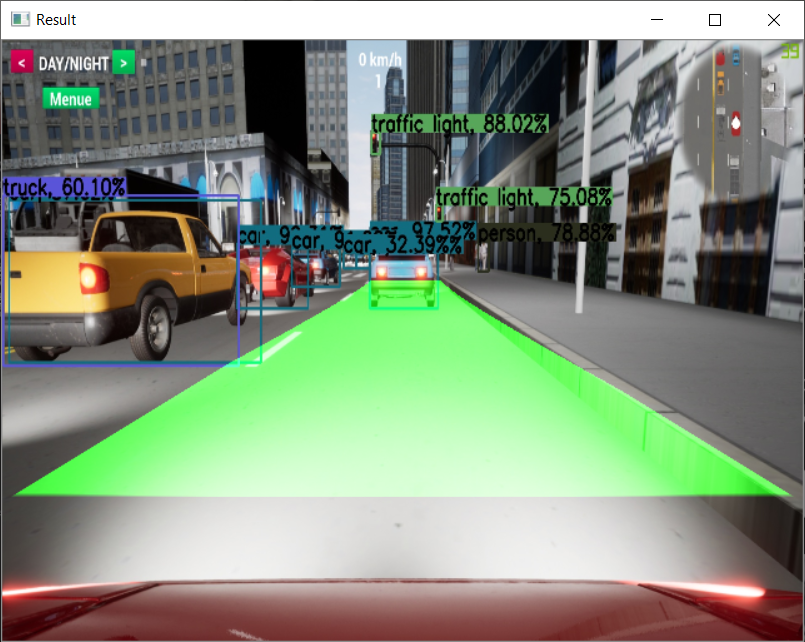 Result
< DAY/NIGHT >
0 km/h
1
39
Menue
traffic light, 88.02%
truck, 60.10%
traffic light, 75.08%
car, 97.52%
person, 78.88%
car, 32.39%